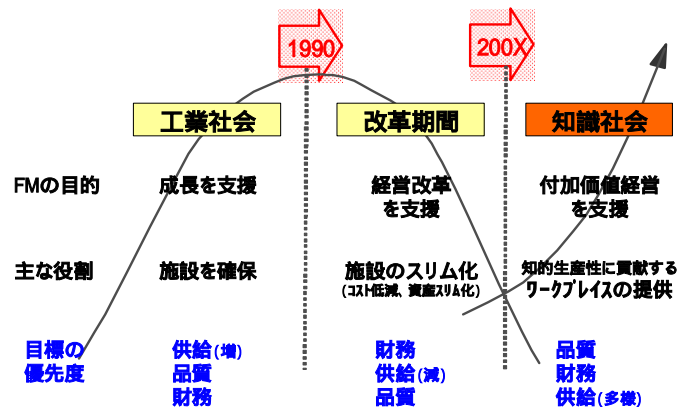 1990
200X
工業社会
改革期間
知識社会
FMの目的
成長を支援
経営改革
を支援
付加価値経営
を支援
主な役割
施設を確保
施設のスリム化
(コスト低減、資産スリム化)
知的生産性に貢献する
ワークプレイスの提供
目標の
優先度
供給(増)
品質
財務
財務
供給(減)
品質
品質
財務
供給(多様)